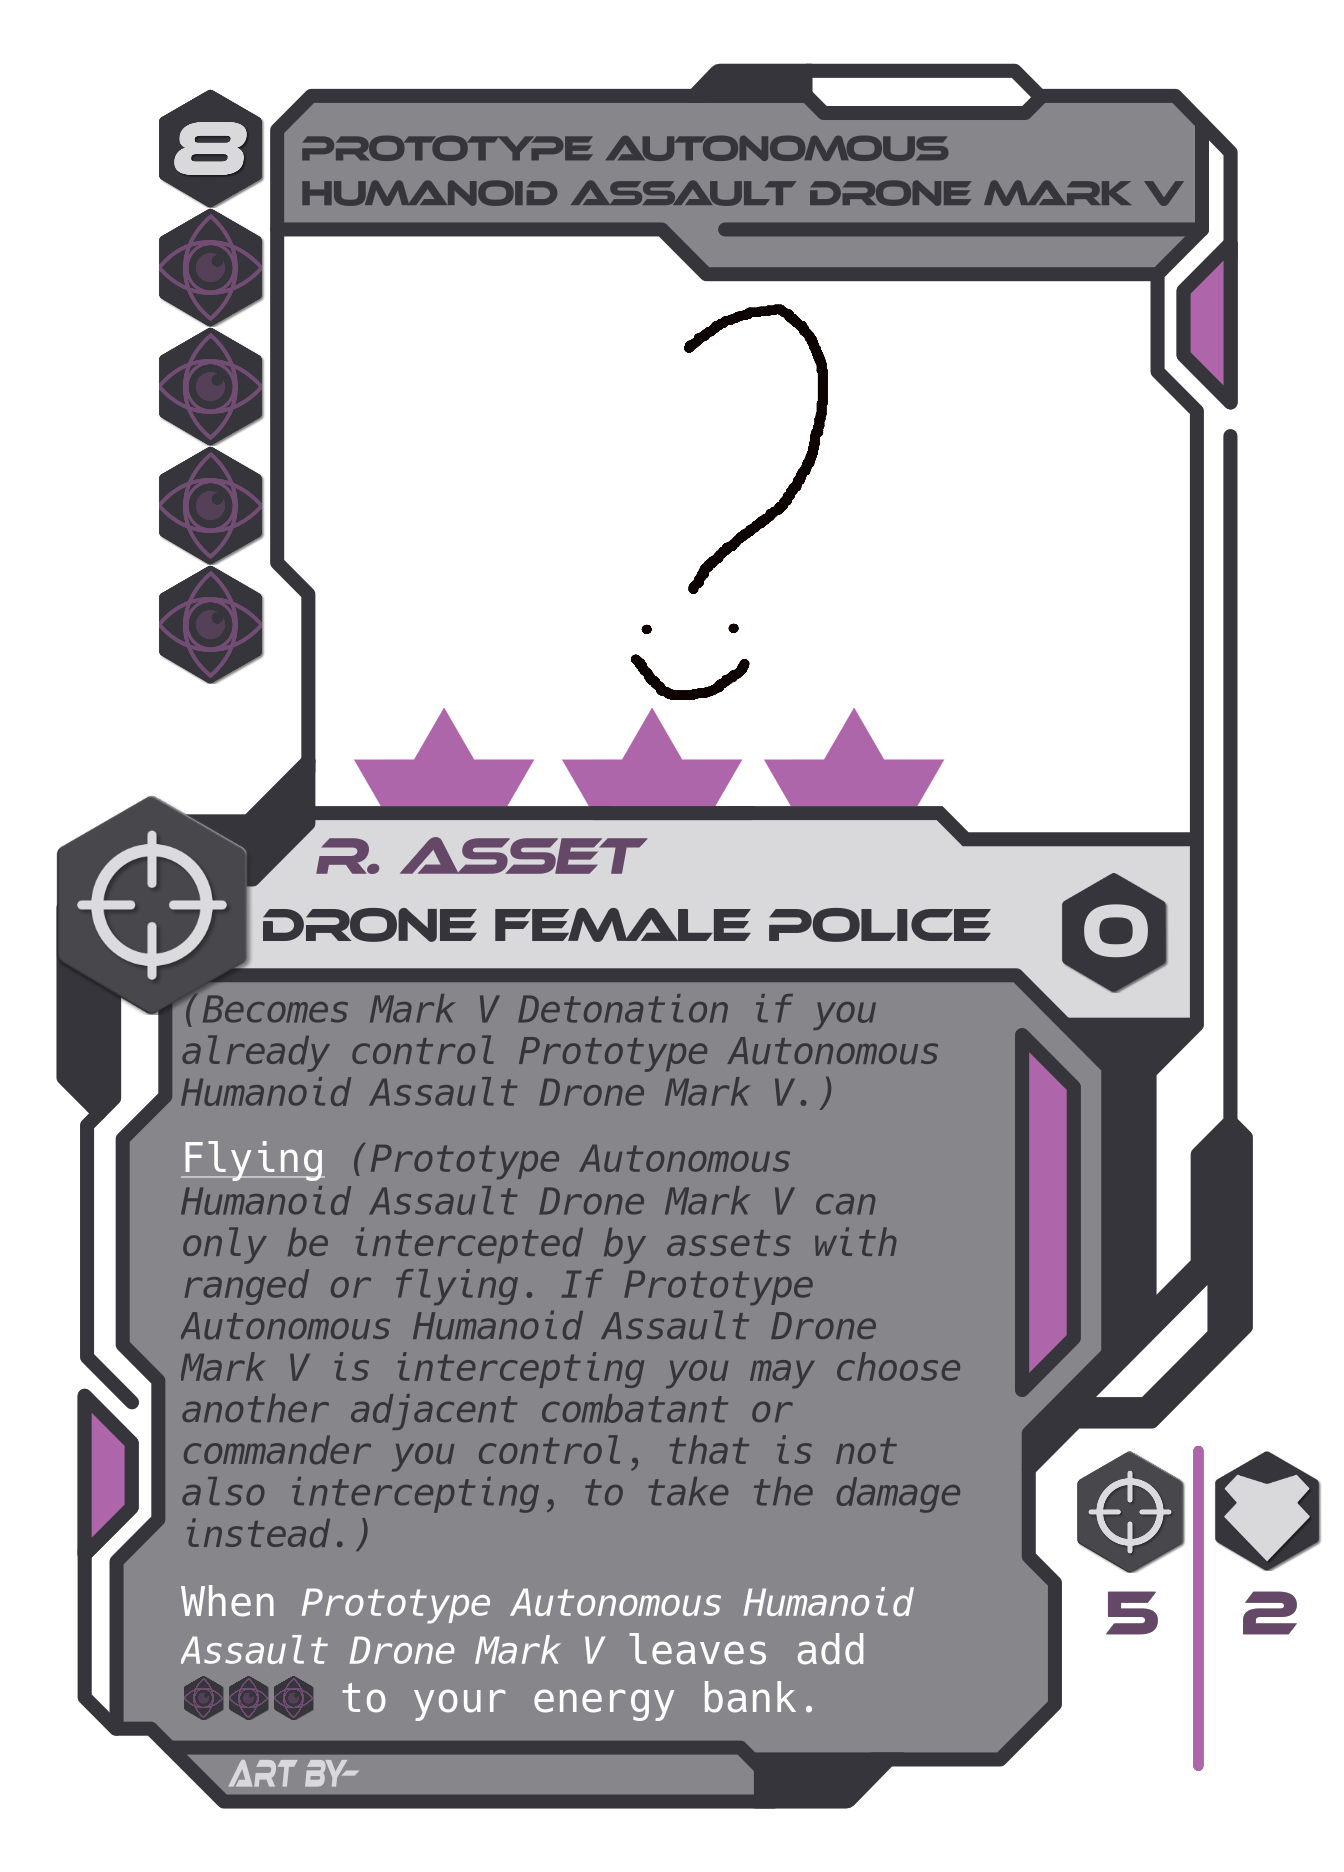 8
PROTOTYPE AUTONOMOUS
HUMANOID ASSAULT DRONE MARK V
?
R. ASSET
DRONE FEMALE POLICE
0
(Becomes Mark V Detonation if you
already control Prototype Autonomous
Humanoid Assault Drone Mark V.)
Flying (Prototype Autonomous
Humanoid Assault Drone Mark V can
only be intercepted by assets with
ranged or flying. If Prototype
Autonomous Humanoid Assault Drone
Mark V is intercepting you may choose
another adjacent combatant or
commander you control, that is not
also intercepting, to take the damage
instead.)
When Prototype Autonomous Humanoid
Assault Drone Mark V leaves add
to your energy bank.
5 2
ART BY-